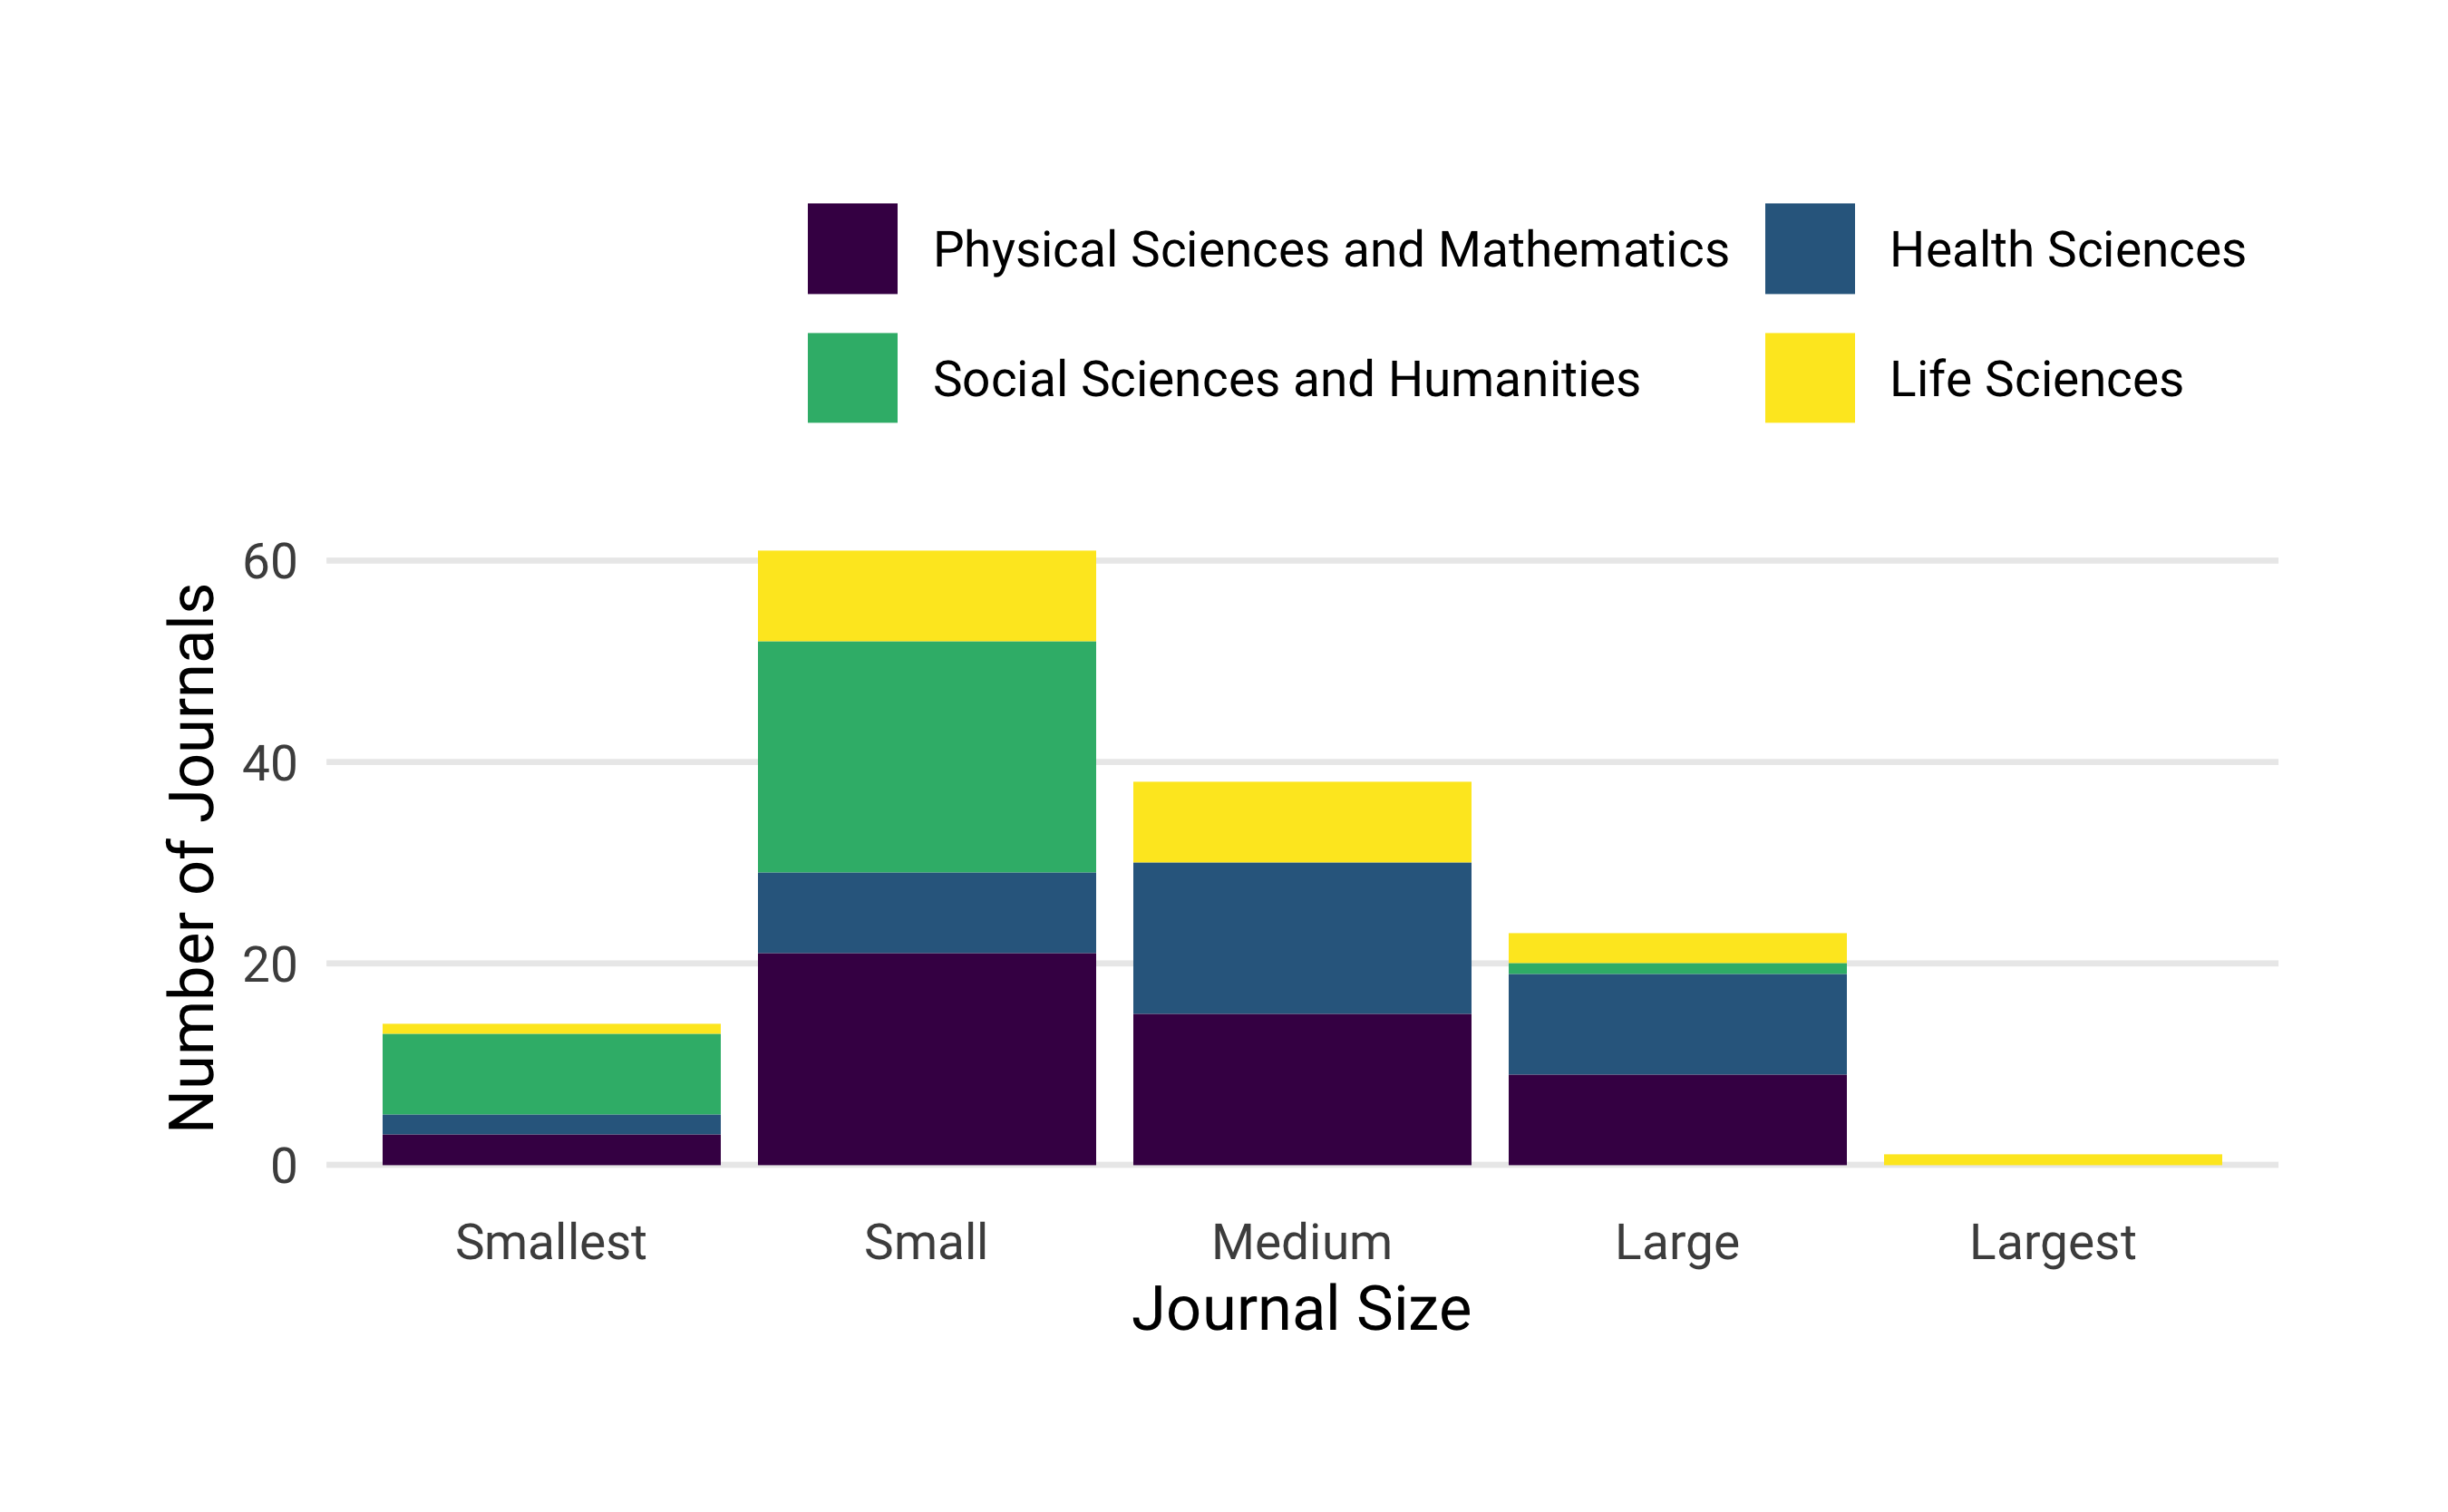 Physical Sciences and Mathematics
Health Sciences
Social Sciences and Humanities
Life Sciences
Number of Journals
60
40
20
0
Smallest
Small
Medium
Large
Largest
Journal Size